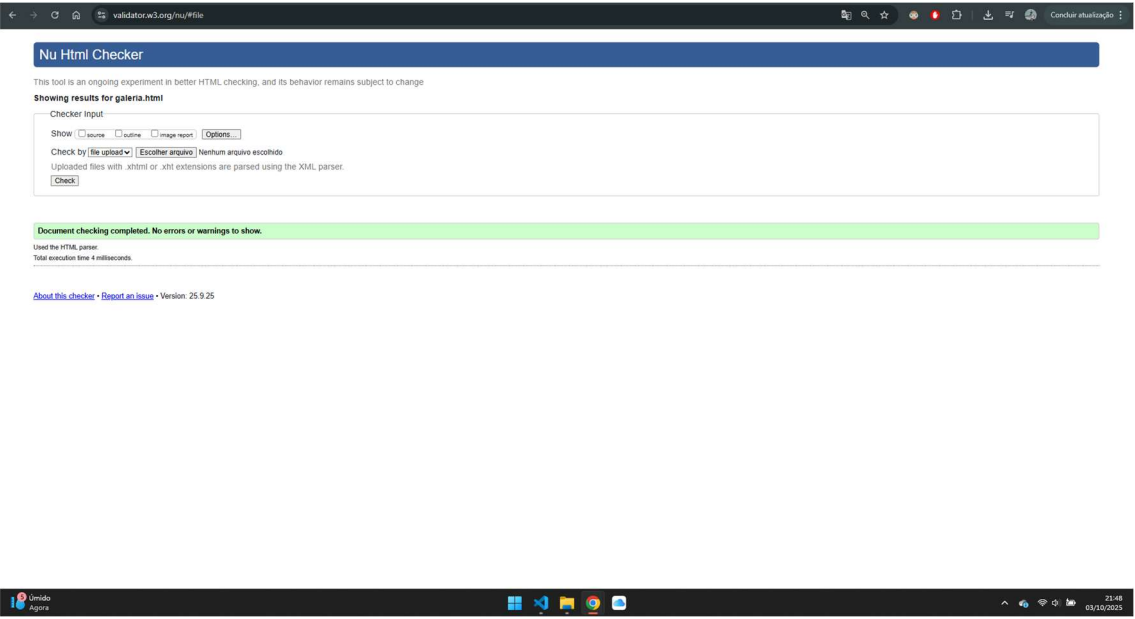 validator.w3.org/nu/#file
Concluir atualização
Nu Html Checker
This tool is an ongoing experiment in better HTML checking, and its behavior remains subject to change
Showing results for galeria.html
Checker Input
Show source outline image report Options...
Check by file upload Escolher arquivo Nenhum arquivo escolhido
Uploaded files with .xhtml or .xht extensions are parsed using the XML parser.
Check
Document checking completed. No errors or warnings to show.
Used the HTML parser.
Total execution time 4 milliseconds.
About this checker • Report an issue • Version: 25.9.25
5
Úmido
Agora
21:48
03/10/2025